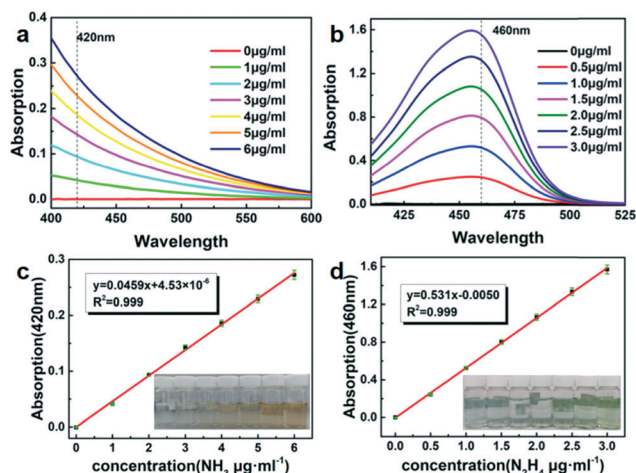 a
420nm
0µg/ml
1µg/ml
2µg/ml
3µg/ml
4µg/ml
5µg/ml
6µg/ml
0.4
0.3
0.2
0.1
0.0
Absorption
400
450
500
550
600
Wavelength
b
460nm
0µg/ml
0.5µg/ml
1.0µg/ml
1.5µg/ml
2.0µg/ml
2.5µg/ml
3.0µg/ml
1.6
1.2
0.8
0.4
0.0
Absorption
425
450
475
500
525
Wavelength
c
y=0.0459x+4.53×10⁻⁶
R²=0.999
0.3
0.2
0.1
0.0
Absorption(420nm)
0
1
2
3
4
5
6
concentration(NH₃ µg·ml⁻¹)
d
y=0.531x-0.0050
R²=0.999
1.6
1.2
0.8
0.4
0.0
Absorption(460nm)
0.0
0.5
1.0
1.5
2.0
2.5
3.0
concentration(N₂H₄ µg·ml⁻¹)